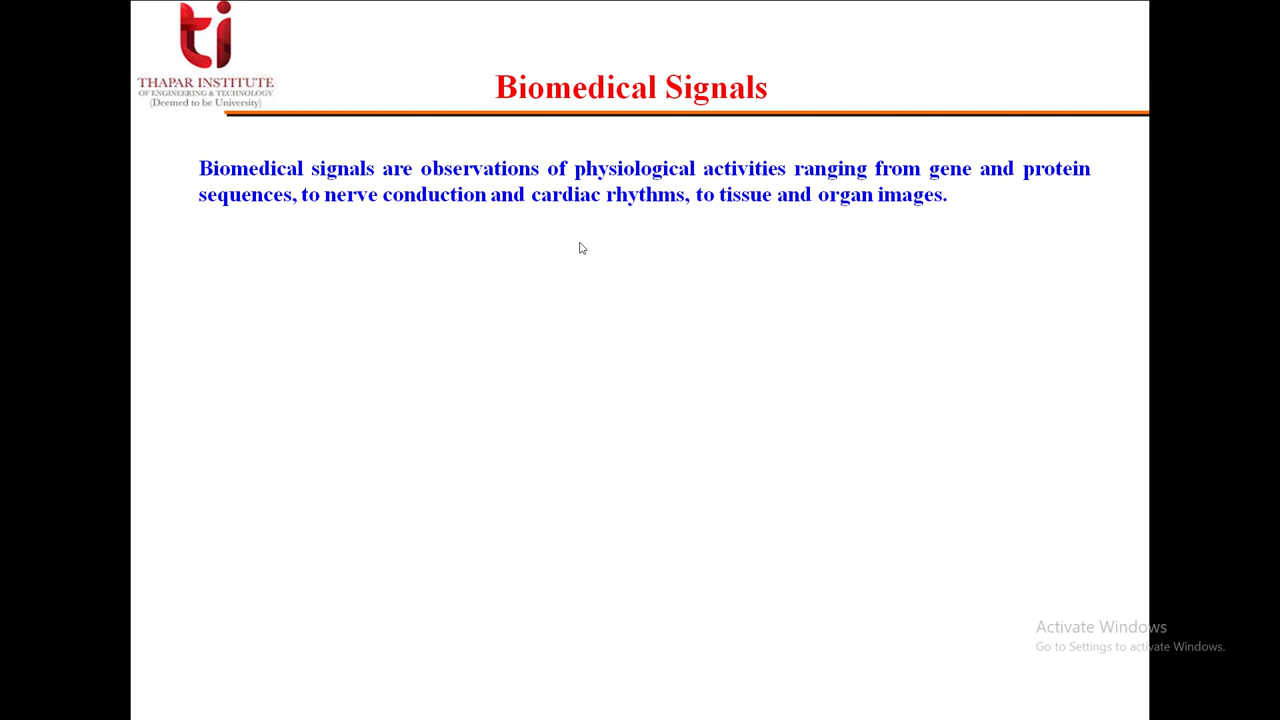 ti
THAPAR INSTITUTE
OF ENGINEERING & TECHNOLOGY
(Deemed to be University)
Biomedical Signals
Biomedical signals are observations of physiological activities ranging from gene and protein
sequences, to nerve conduction and cardiac rhythms, to tissue and organ images.
Activate Windows
Go to Settings to activate Windows.